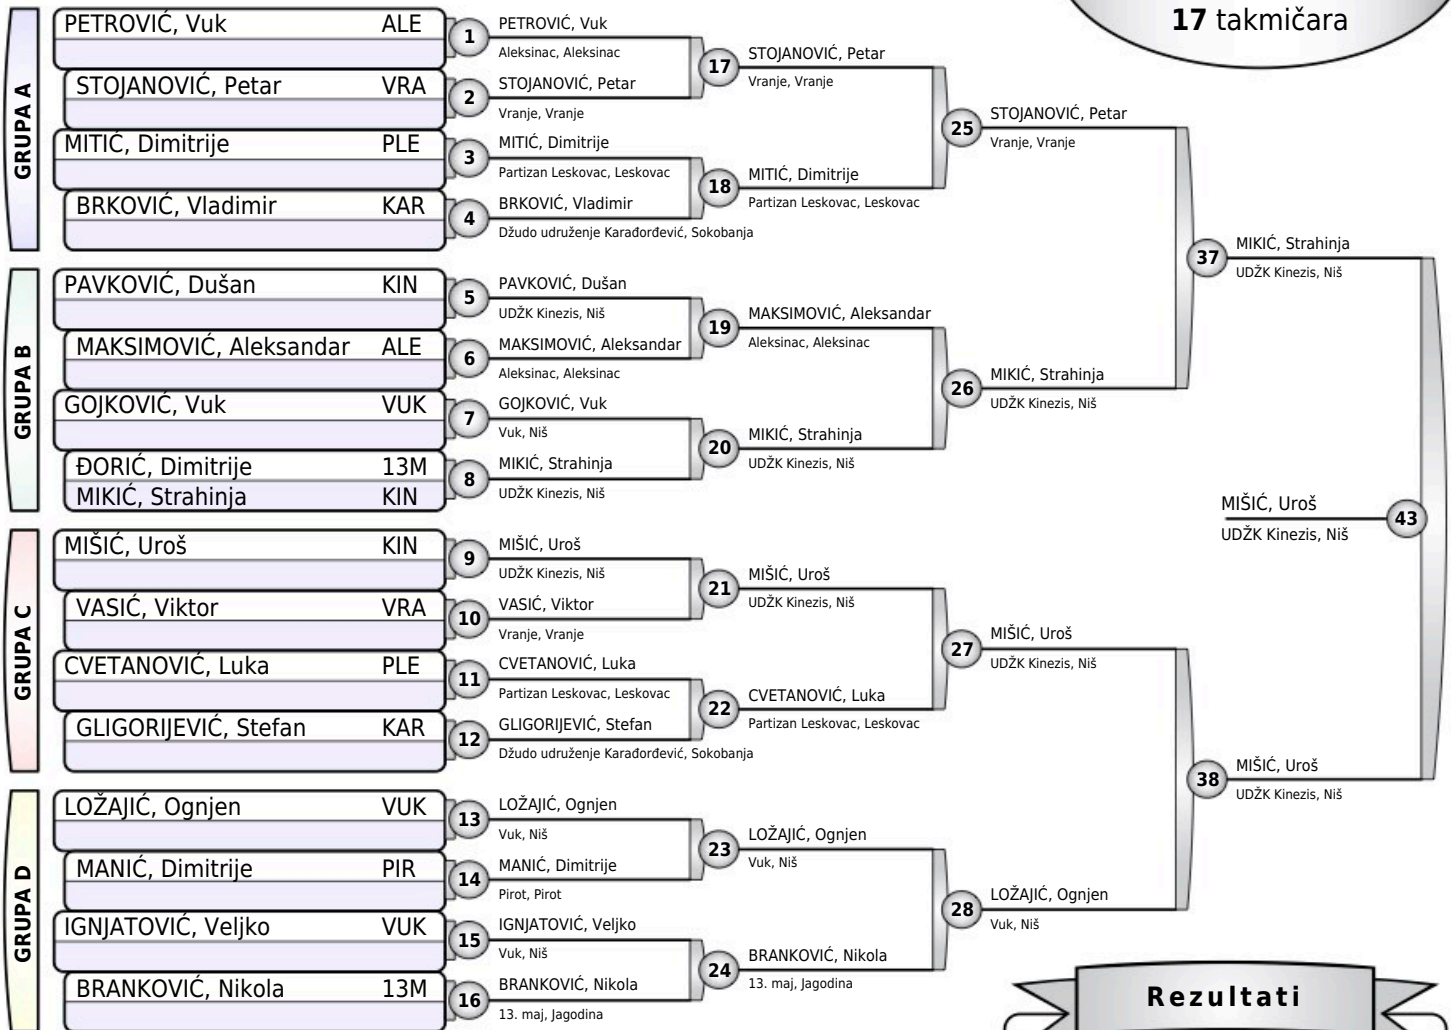 17 takmičara
GRUPA A
PETROVIĆ, Vuk ALE
STOJANOVIĆ, Petar VRA
MITIĆ, Dimitrije PLE
BRKOVIĆ, Vladimir KAR
GRUPA B
PAVKOVIĆ, Dušan KIN
MAKSIMOVIĆ, Aleksandar ALE
GOJKOVIĆ, Vuk VUK
ĐORIĆ, Dimitrije 13M
MIKIĆ, Strahinja KIN
GRUPA C
MIŠIĆ, Uroš KIN
VASIĆ, Viktor VRA
CVETANOVIĆ, Luka PLE
GLIGORIJEVIĆ, Stefan KAR
GRUPA D
LOŽAJIĆ, Ognjen VUK
MANIĆ, Dimitrije PIR
IGNJATOVIĆ, Veljko VUK
BRANKOVIĆ, Nikola 13M
1
PETROVIĆ, Vuk
Aleksinac, Aleksinac
2
STOJANOVIĆ, Petar
Vranje, Vranje
3
MITIĆ, Dimitrije
Partizan Leskovac, Leskovac
4
BRKOVIĆ, Vladimir
Džudo udruženje Karađorđević, Sokobanja
5
PAVKOVIĆ, Dušan
UDŽK Kinezis, Niš
6
MAKSIMOVIĆ, Aleksandar
Aleksinac, Aleksinac
7
GOJKOVIĆ, Vuk
Vuk, Niš
8
MIKIĆ, Strahinja
UDŽK Kinezis, Niš
9
MIŠIĆ, Uroš
UDŽK Kinezis, Niš
10
VASIĆ, Viktor
Vranje, Vranje
11
CVETANOVIĆ, Luka
Partizan Leskovac, Leskovac
12
GLIGORIJEVIĆ, Stefan
Džudo udruženje Karađorđević, Sokobanja
13
LOŽAJIĆ, Ognjen
Vuk, Niš
14
MANIĆ, Dimitrije
Pirot, Pirot
15
IGNJATOVIĆ, Veljko
Vuk, Niš
16
BRANKOVIĆ, Nikola
13. maj, Jagodina
17
STOJANOVIĆ, Petar
Vranje, Vranje
18
MITIĆ, Dimitrije
Partizan Leskovac, Leskovac
19
MAKSIMOVIĆ, Aleksandar
Aleksinac, Aleksinac
20
MIKIĆ, Strahinja
UDŽK Kinezis, Niš
21
MIŠIĆ, Uroš
UDŽK Kinezis, Niš
22
CVETANOVIĆ, Luka
Partizan Leskovac, Leskovac
23
LOŽAJIĆ, Ognjen
Vuk, Niš
24
BRANKOVIĆ, Nikola
13. maj, Jagodina
25
STOJANOVIĆ, Petar
Vranje, Vranje
26
MIKIĆ, Strahinja
UDŽK Kinezis, Niš
27
MIŠIĆ, Uroš
UDŽK Kinezis, Niš
28
LOŽAJIĆ, Ognjen
Vuk, Niš
37
MIKIĆ, Strahinja
UDŽK Kinezis, Niš
38
MIŠIĆ, Uroš
UDŽK Kinezis, Niš
MIŠIĆ, Uroš
UDŽK Kinezis, Niš
43
Rezultati